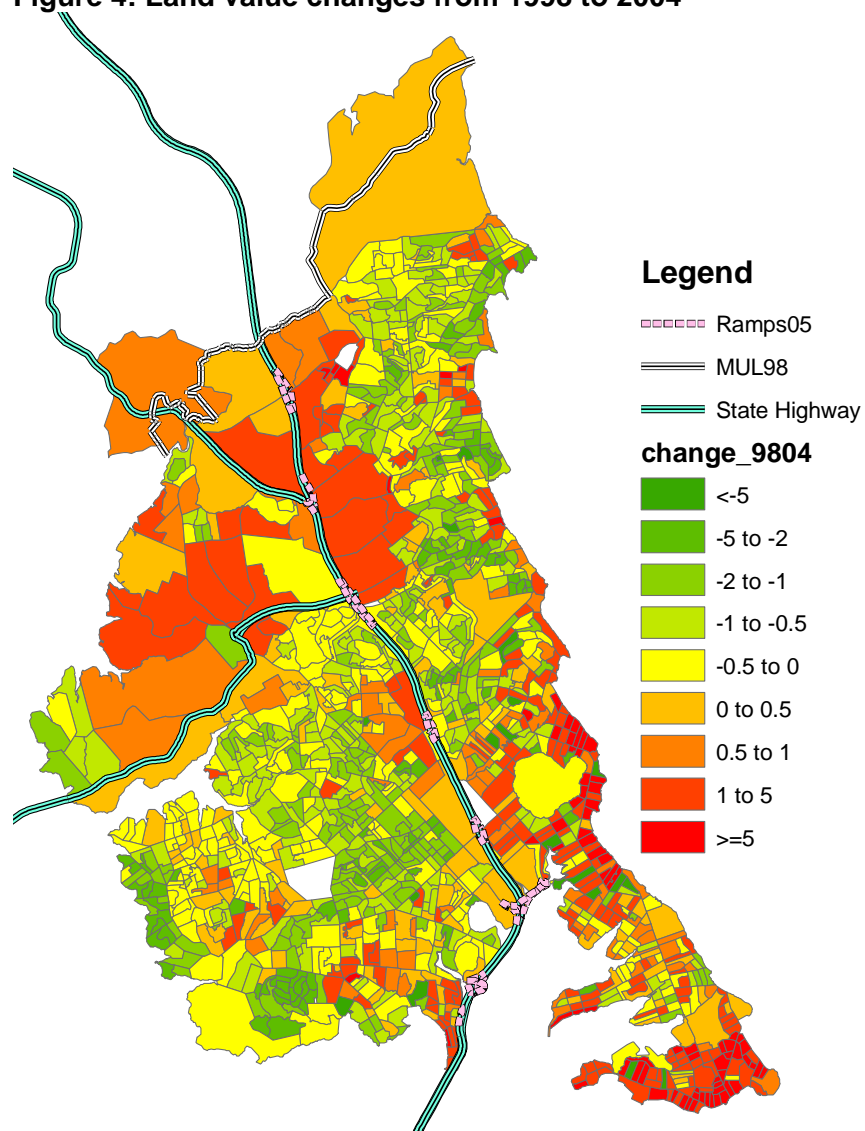 Figure 4: Land value changes from 1998 to 2004
Legend
Ramps05
MUL98
State Highway
change_9804
<-5
-5 to -2
-2 to -1
-1 to -0.5
-0.5 to 0
0 to 0.5
0.5 to 1
1 to 5
>=5